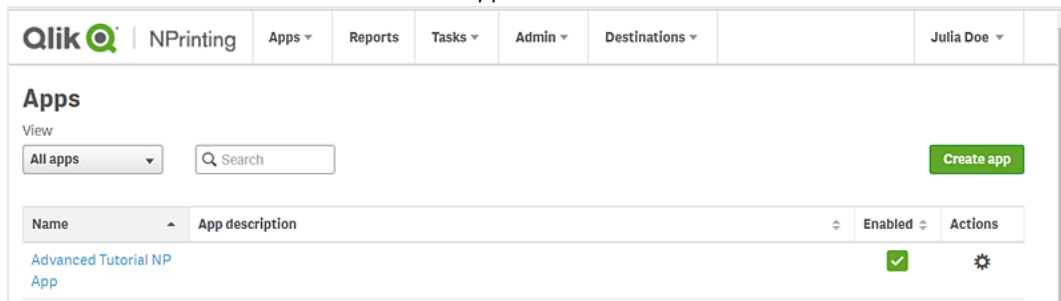 app
Qlik NPrinting Apps Reports Tasks Admin Destinations Julia Doe
Apps
View
All apps Search Create app
Name App description Enabled Actions
Advanced Tutorial NP
App